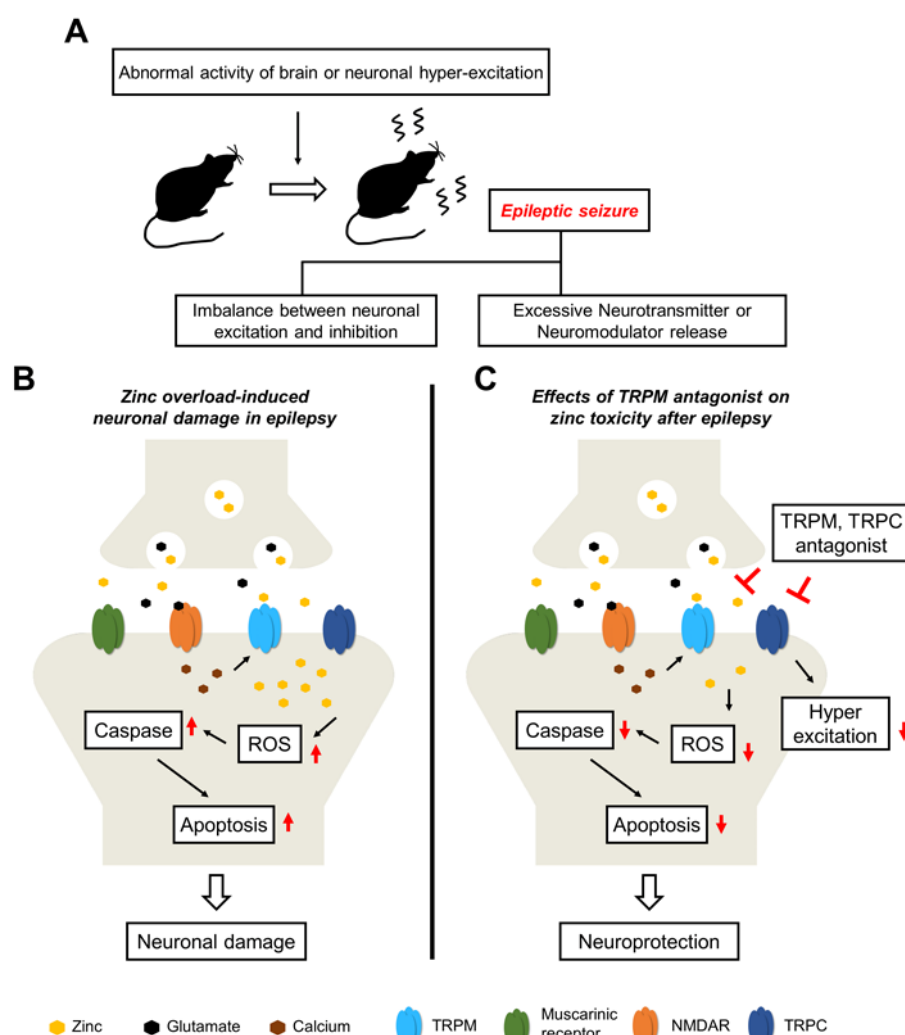 A
Abnormal activity of brain or neuronal hyper-excitation
Epileptic seizure
Imbalance between neuronal
excitation and inhibition
Excessive Neurotransmitter or
Neuromodulator release
B
Zinc overload-induced
neuronal damage in epilepsy
Caspase
ROS
Apoptosis
Neuronal damage
C
Effects of TRPM antagonist on
zinc toxicity after epilepsy
TRPM, TRPC
antagonist
Caspase
ROS
Hyper
excitation
Apoptosis
Neuroprotection
Zinc
Glutamate
Calcium
TRPM
Muscarinic
receptor
NMDAR
TRPC